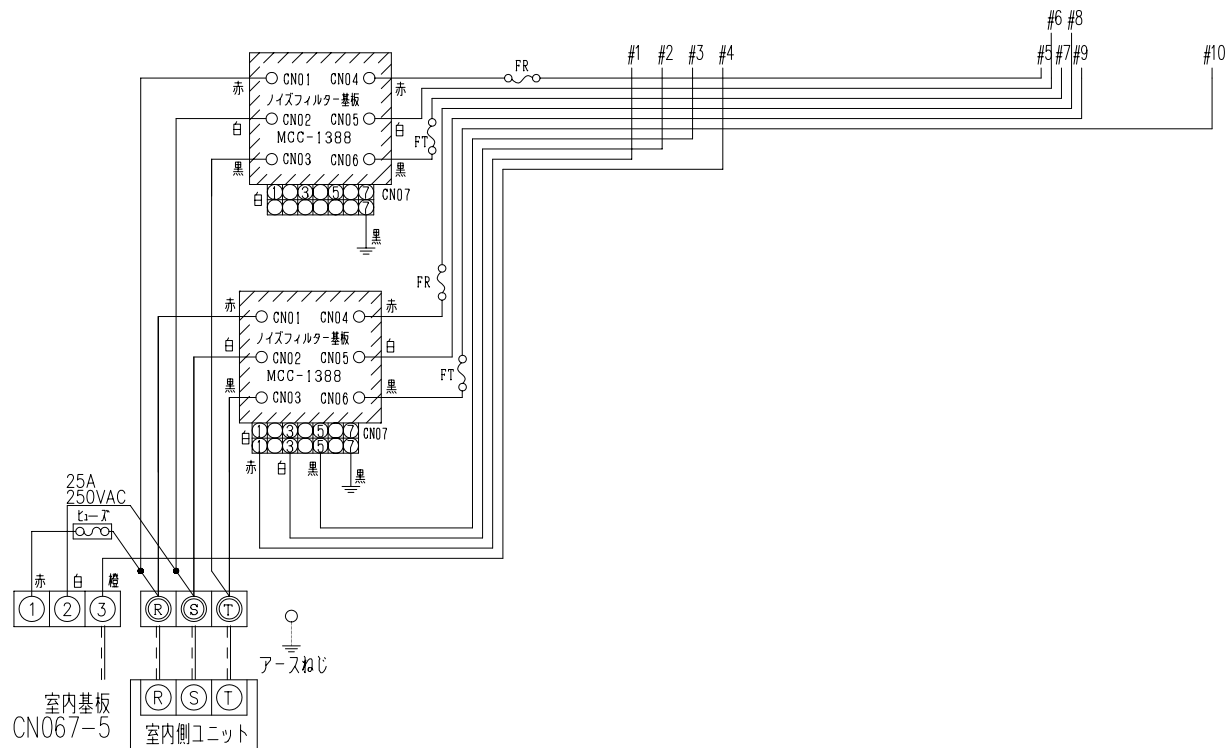 #6 #8
#1 #2 #3 #4 #5 #7 #9 #10
FR
CN01 CN04
赤 赤
ノイズフィルター基板
CN02 CN05
白 白
MCC-1388
FT
CN03 CN06
黒 黒
1 3 5 7 CN07
白
7
黒
FR
赤 赤
CN01 CN04
ノイズフィルター基板
白 白
CN02 CN05
MCC-1388
FT
黒 黒
CN03 CN06
1 3 5 7 CN07
白
1 3 5 7
赤 白 黒 黒
25A
250VAC
ヒューズ
赤 白 橙
1 2 3 R S T
アースねじ
室内基板
CN067-5
R S T
室内側ユニット